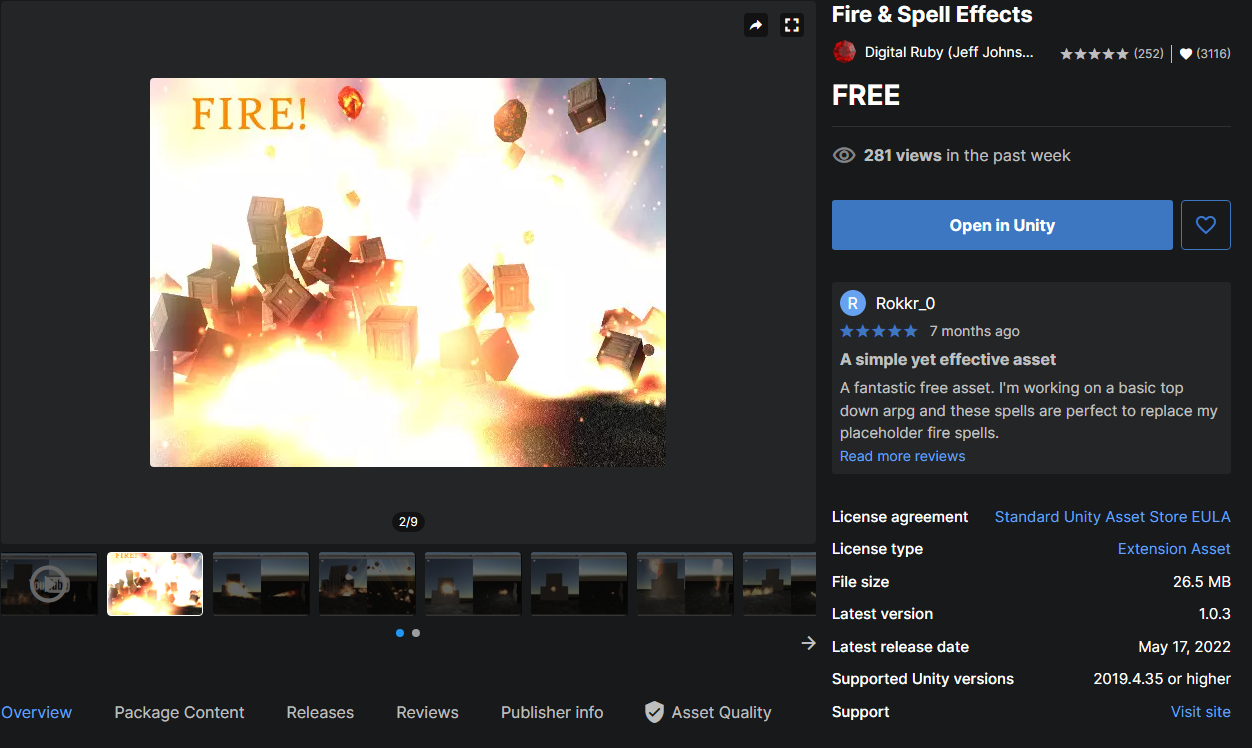 FIRE!
2/9
Overview
Package Content
Releases
Reviews
Publisher info
Asset Quality
Fire & Spell Effects
Digital Ruby (Jeff Johns...
(252)
(3116)
FREE
281 views in the past week
Open in Unity
R
Rokkr_0
7 months ago
A simple yet effective asset
A fantastic free asset. I'm working on a basic top
down arpg and these spells are perfect to replace my
placeholder fire spells.
Read more reviews
License agreement Standard Unity Asset Store EULA
License type Extension Asset
File size 26.5 MB
Latest version 1.0.3
Latest release date May 17, 2022
Supported Unity versions 2019.4.35 or higher
Support Visit site